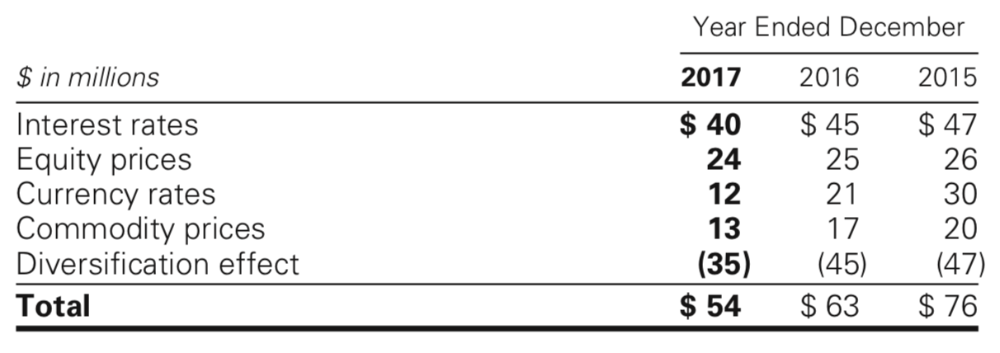 Year Ended December
$ in millions 2017 2016 2015
Interest rates $ 40 $ 45 $ 47
Equity prices 24 25 26
Currency rates 12 21 30
Commodity prices 13 17 20
Diversification effect (35) (45) (47)
Total $ 54 $ 63 $ 76